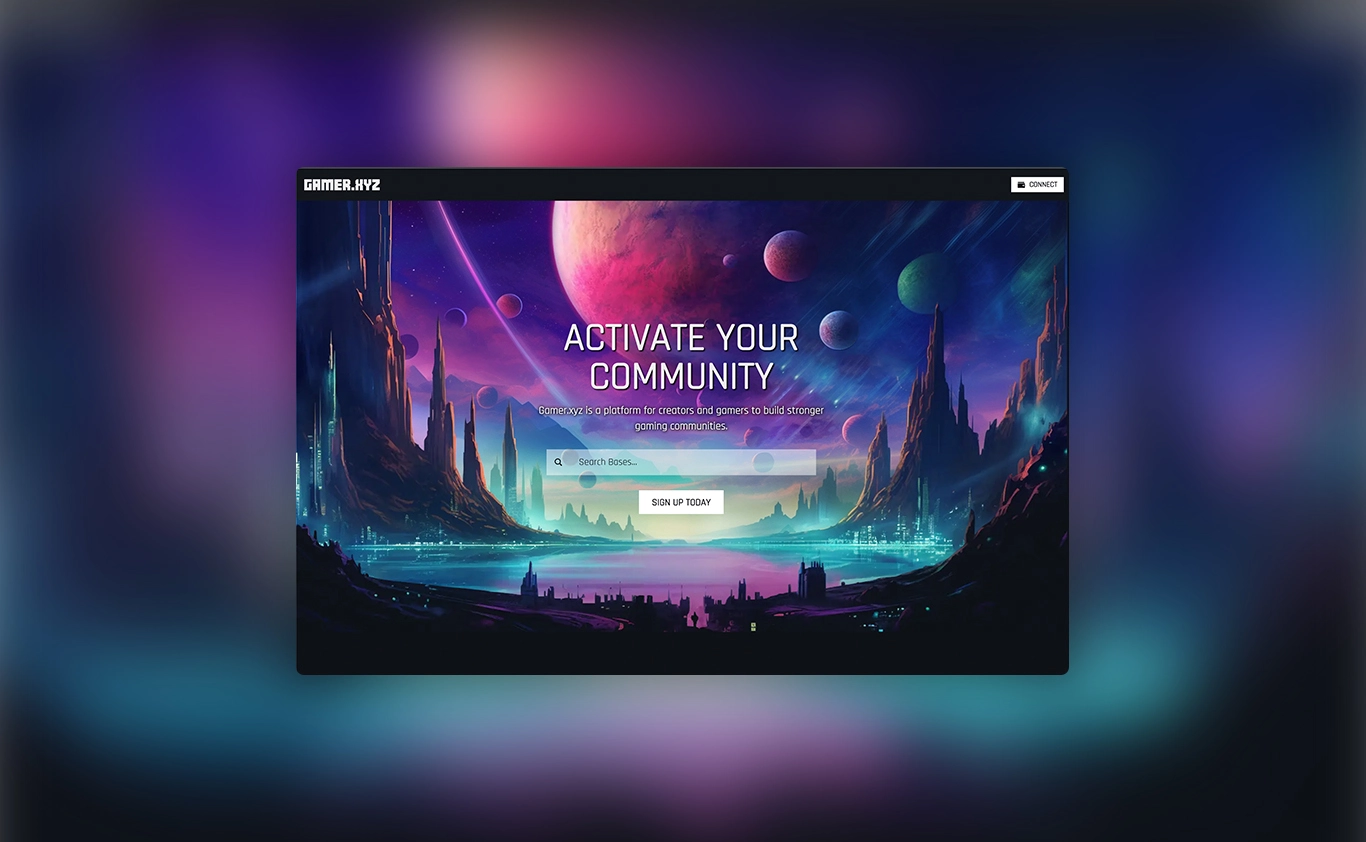 GAMER.XYZ
CONNECT
ACTIVATE YOUR
COMMUNITY
Gamer.xyz is a platform for creators and gamers to build stronger
gaming communities.
Search Bases...
SIGN UP TODAY